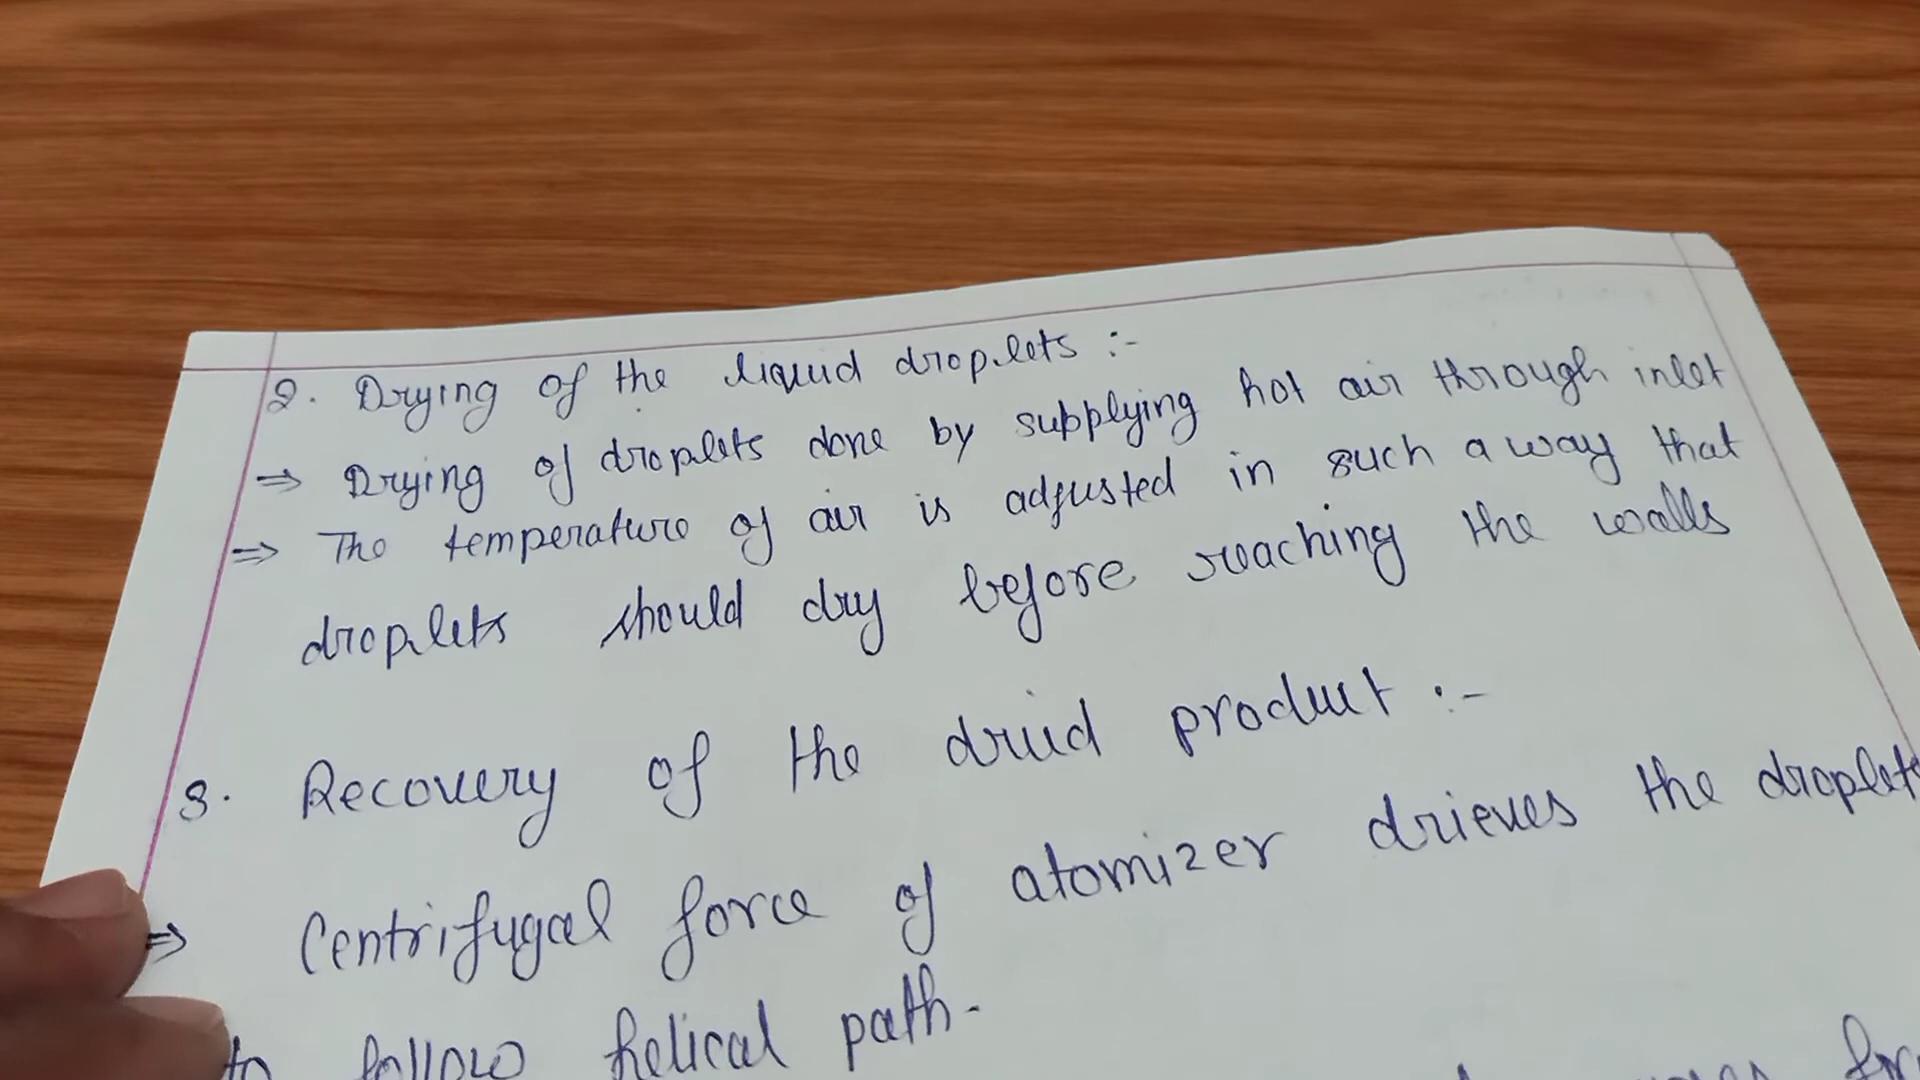 2. Drying of the liquid droplets :-
⇒ Drying of droplets done by supplying hot air through inlet
⇒ The temperature of air is adjusted in such a way that
droplets should dry before reaching the walls
3. Recovery of the dried product :-
⇒ Centrifugal force of atomizer drieves the droplets
to follow helical path.